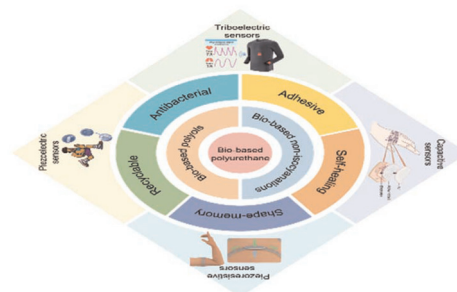 Triboelectric
sensors
Antibacterial
Adhesive
Piezoelectric
sensors
Capacitive
sensors
Bio-based polyols
Bio-based non-isocyanations
Bio-based
polyurethane
Recyclable
Self-healing
Shape-memory
Piezoresistive
sensors